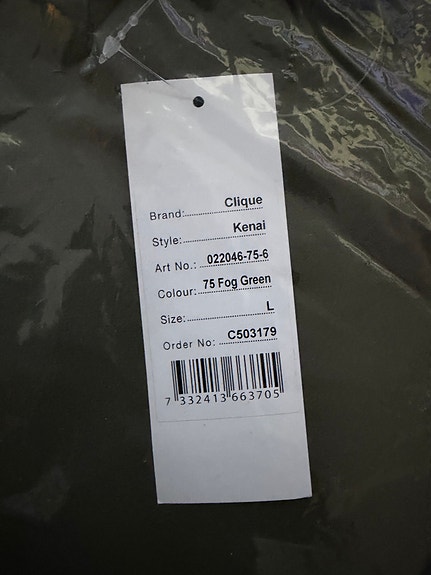 Brand: Clique
Style: Kenai
Art No.: 022046-75-6
Colour: 75 Fog Green
Size: L
Order No: C503179
7 332413 663705